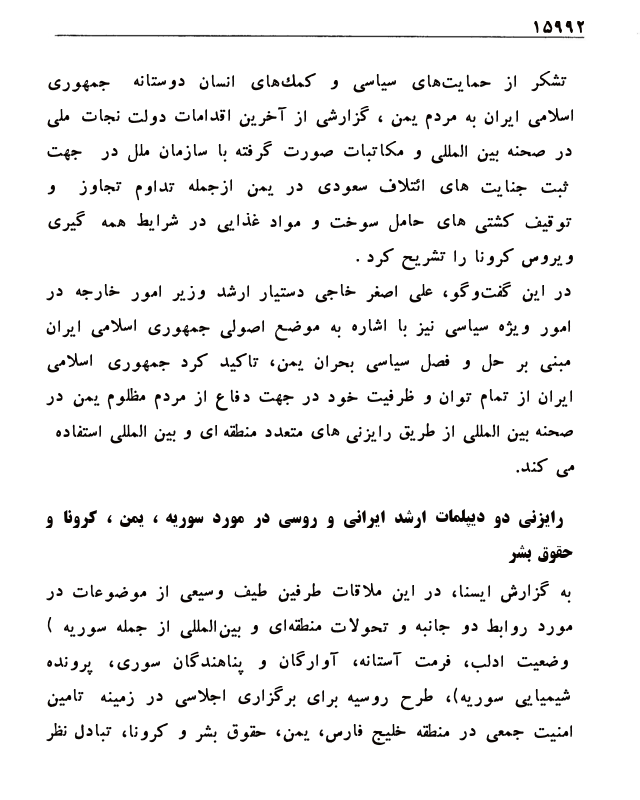 ۱۵۹۹۲
تشکر از حمایت‌های سیاسی و کمك‌های انسان دوستانه جمهوری
اسلامی ایران به مردم یمن ، گزارشی از آخرین اقدامات دولت نجات ملی
در صحنه بین المللی و مکاتبات صورت گرفته با سازمان ملل در جهت
ثبت جنایت های ائتلاف سعودی در یمن ازجمله تداوم تجاوز و
توقیف کشتی های حامل سوخت و مواد غذایی در شرایط همه گیری
ویروس کرونا را تشریح کرد .
در این گفت‌وگو، علی اصغر خاجی دستیار ارشد وزیر امور خارجه در
امور ویژه سیاسی نیز با اشاره به موضع اصولی جمهوری اسلامی ایران
مبنی بر حل و فصل سیاسی بحران یمن، تاکید کرد جمهوری اسلامی
ایران از تمام توان و ظرفیت خود در جهت دفاع از مردم مظلوم یمن در
صحنه بین المللی از طریق رایزنی های متعدد منطقه ای و بین المللی استفاده
می کند.
رایزنی دو دیپلمات ارشد ایرانی و روسی در مورد سوریه ، یمن ، کرونا و
حقوق بشر
به گزارش ایسنا، در این ملاقات طرفین طیف وسیعی از موضوعات در
مورد روابط دو جانبه و تحولات منطقه‌ای و بین‌المللی از جمله سوریه (
وضعیت ادلب، فرمت آستانه، آوارگان و پناهندگان سوری، پرونده
شیمیایی سوریه)، طرح روسیه برای برگزاری اجلاسی در زمینه تامین
امنیت جمعی در منطقه خلیج فارس، یمن، حقوق بشر و کرونا، تبادل نظر